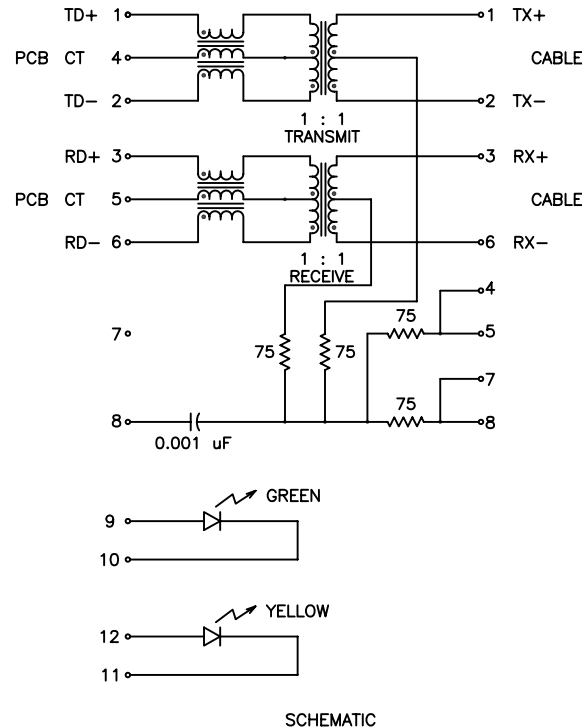 TD+ 1 1 TX+
PCB CT 4 CABLE
TD- 2 2 TX-
1 : 1
TRANSMIT
RD+ 3 3 RX+
PCB CT 5 CABLE
RD- 6 6 RX-
1 : 1
RECEIVE
4
75
7 5
75 75
7
75
8 8
0.001 uF
GREEN
9
10
YELLOW
12
11
SCHEMATIC